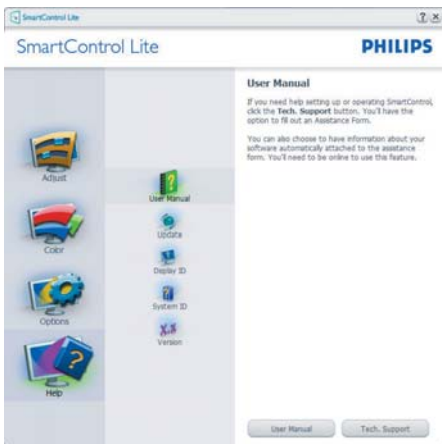 SmartControl Lite
SmartControl Lite
PHILIPS
Adjust
Color
Options
Help
User Manual
Update
Display ID
System ID
Version
User Manual
If you need help setting up or operating SmartControl,
click the Tech. Support button. You'll have the
option to fill out an Assistance Form.
You can also choose to have information about your
software automatically attached to the assistance
form. You'll need to be online to use this feature.
User Manual
Tech. Support